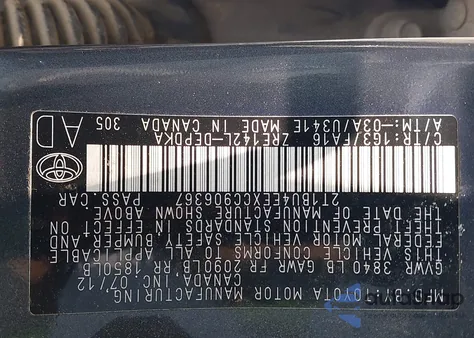 MFD. BY: TOYOTA MOTOR MANUFACTURING
CANADA INC. 07/12
GVWR 3840 LB GAWR FR 2090LB RR 1850LB
THIS VEHICLE CONFORMS TO ALL APPLICABLE
FEDERAL MOTOR VEHICLE SAFETY, BUMPER, AND
THEFT PREVENTION STANDARDS IN EFFECT ON
THE DATE OF MANUFACTURE SHOWN ABOVE.
2T1BU4EEXCC906367 PASS. CAR
C/TR: 1G3/FA16 ZRE142L-DEPDKA
A/TM: -03A/U341E MADE IN CANADA 305
AD